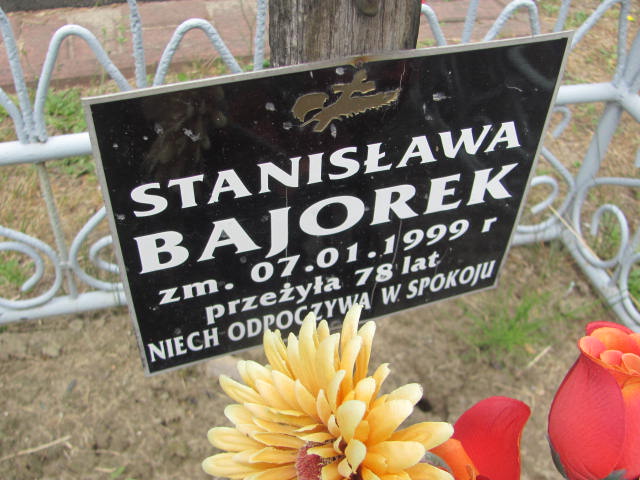 STANISŁAWA
BAJOREK
zm. 07.01.1999 r
przeżyła 78 lat
NIECH ODPOCZYWA W SPOKOJU